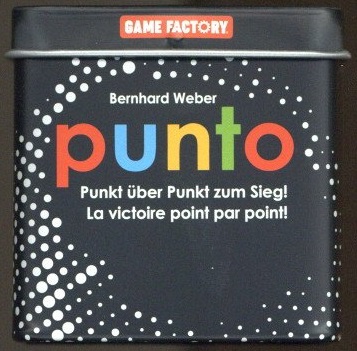 GAME FACTORY
Bernhard Weber
punto
Punkt über Punkt zum Sieg!
La victoire point par point!